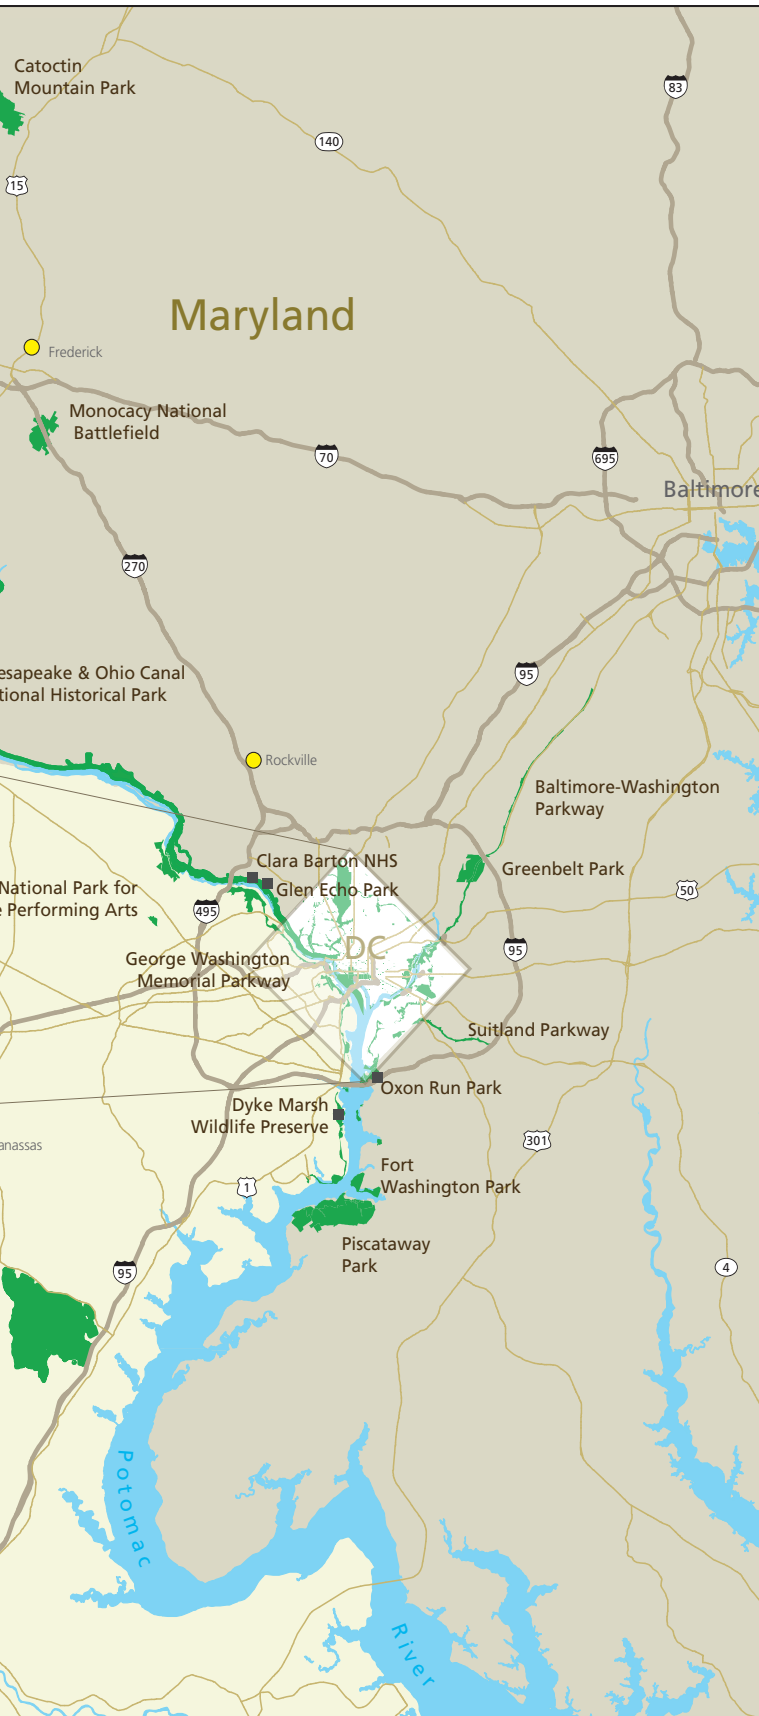 Catoctin
Mountain Park
83
140
15
Maryland
Frederick
Monocacy National
Battlefield
70
695
Baltimore
270
esapeake & Ohio Canal
tional Historical Park
95
Rockville
Baltimore-Washington
Parkway
Clara Barton NHS
Greenbelt Park
National Park for
e Performing Arts
Glen Echo Park
50
495
DC
95
George Washington
Memorial Parkway
Suitland Parkway
Oxon Run Park
Dyke Marsh
Wildlife Preserve
anassas
301
Fort
Washington Park
1
Piscataway
Park
95
4
Potomac
River